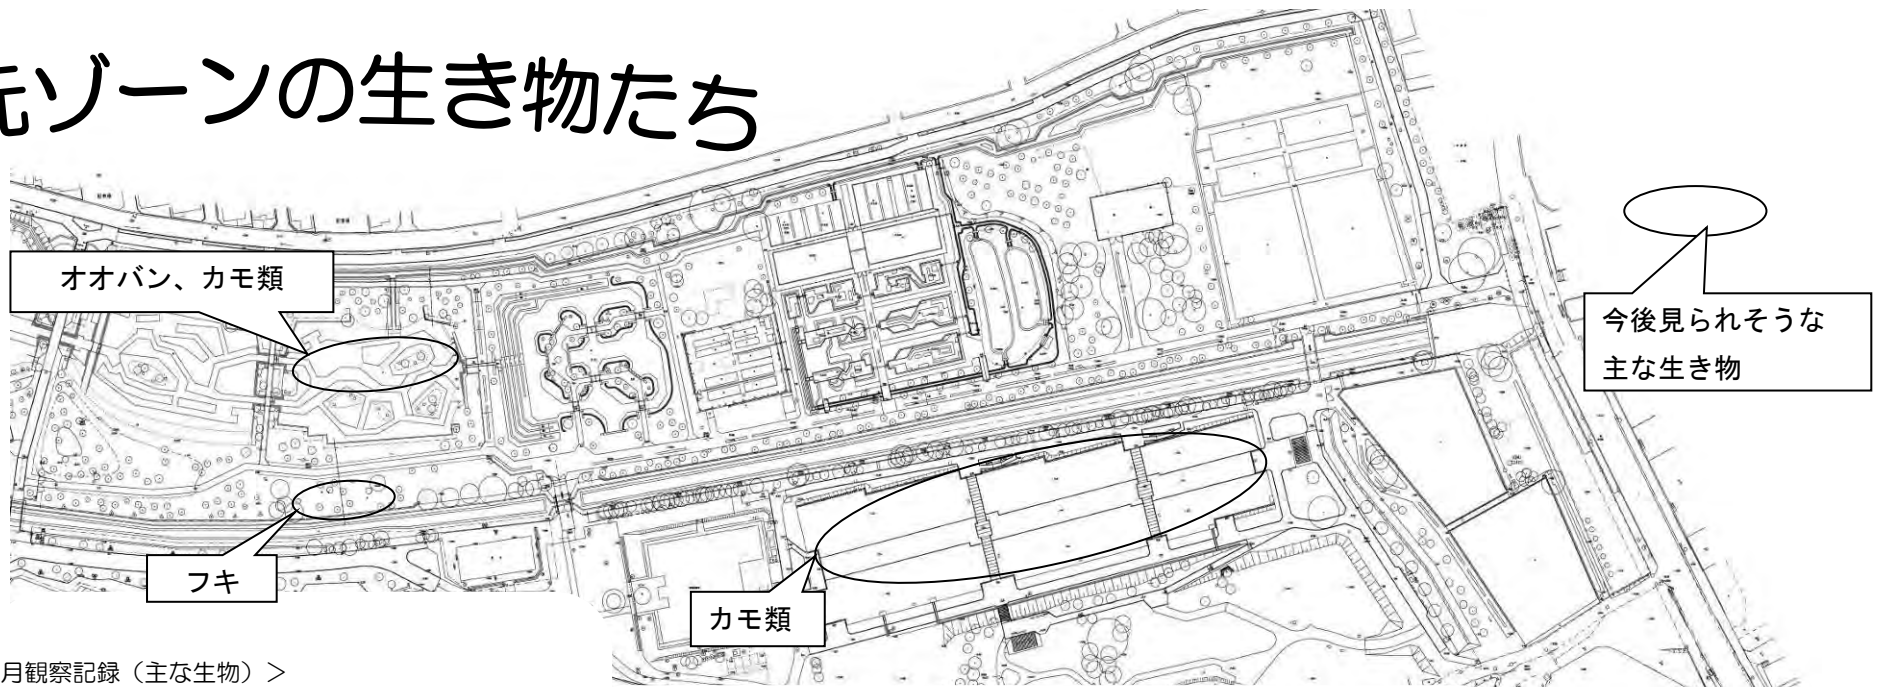 元ゾーンの生き物たち
オオバン、カモ類
今後見られそうな
主な生き物
フキ
カモ類
月観察記録（主な生物）＞